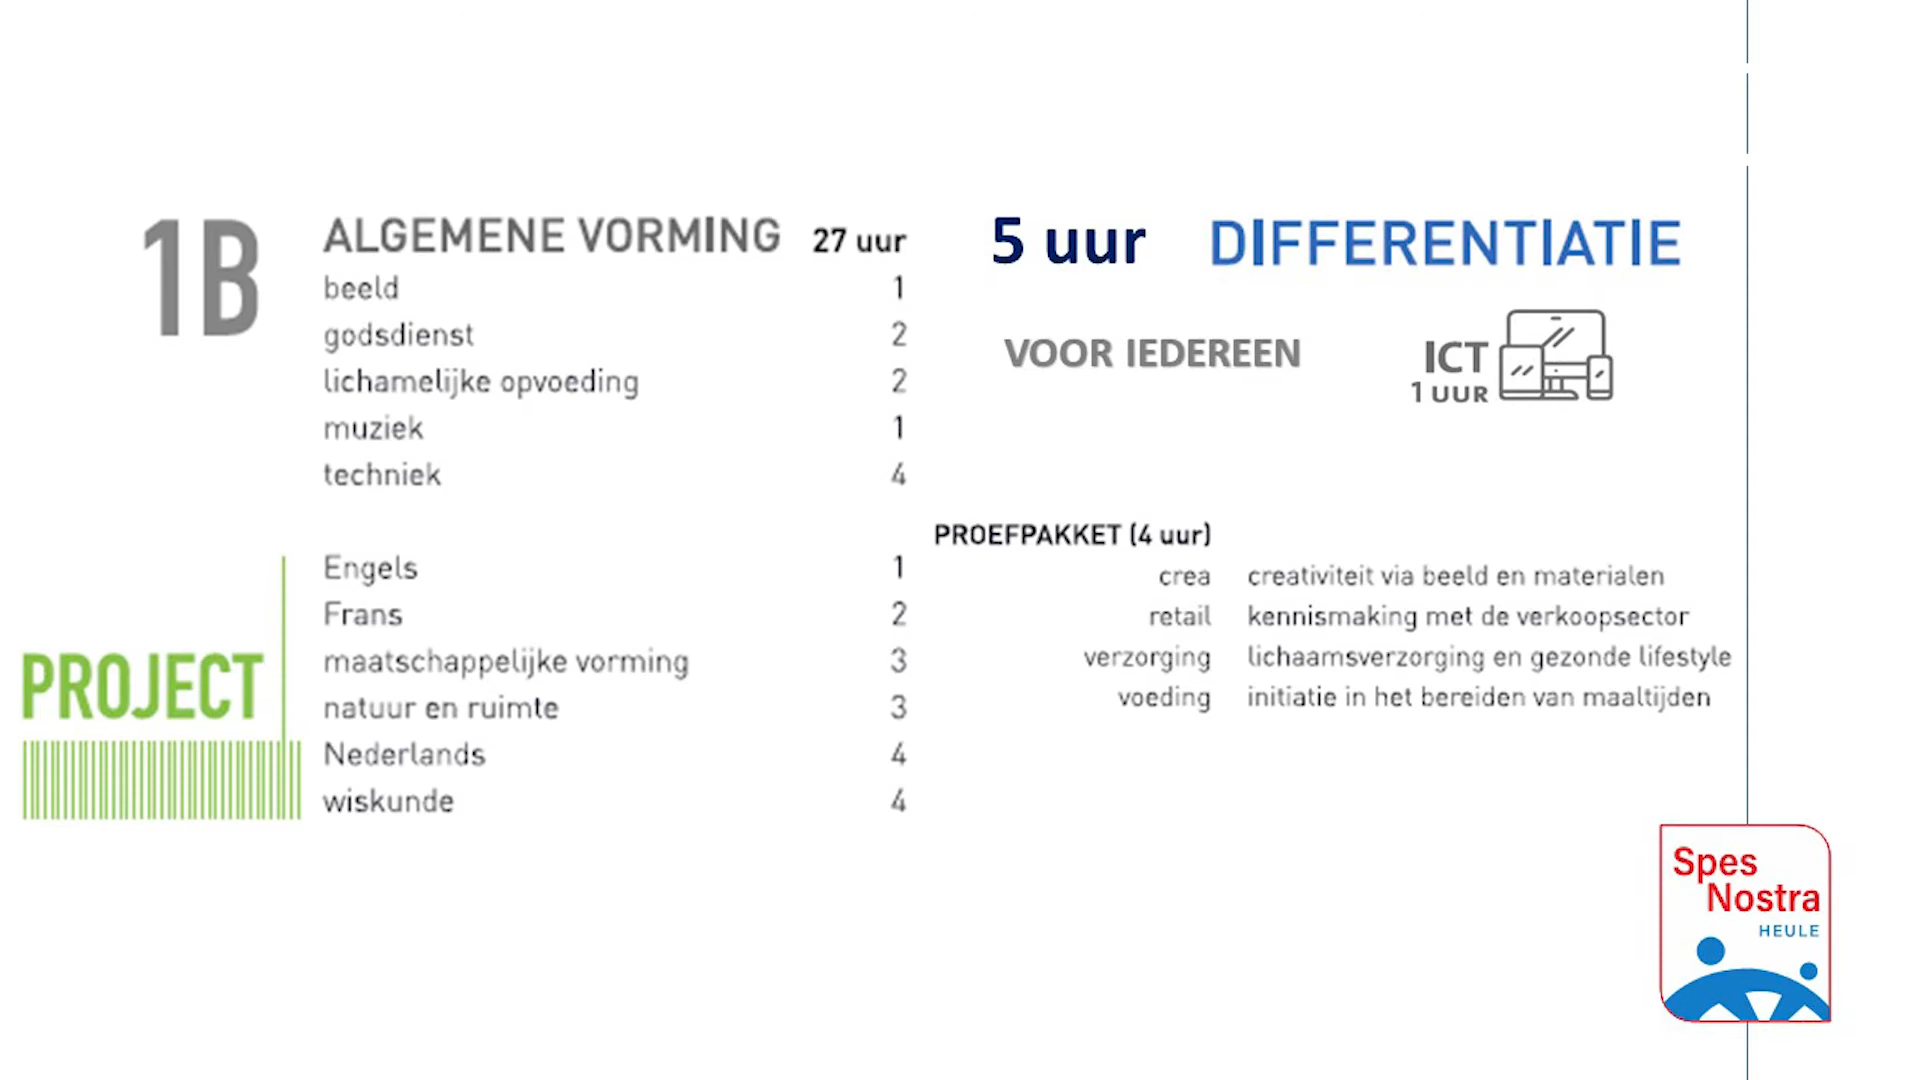 1B
ALGEMENE VORMING 27 uur
beeld 1
godsdienst 2
lichamelijke opvoeding 2
muziek 1
techniek 4
PROJECT
Engels 1
Frans 2
maatschappelijke vorming 3
natuur en ruimte 3
Nederlands 4
wiskunde 4
5 uur DIFFERENTIATIE
VOOR IEDEREEN
ICT
1 UUR
PROEFPAKKET (4 uur)
crea creativiteit via beeld en materialen
retail kennismaking met de verkoopsector
verzorging lichaamsverzorging en gezonde lifestyle
voeding initiatie in het bereiden van maaltijden
Spes
Nostra
HEULE